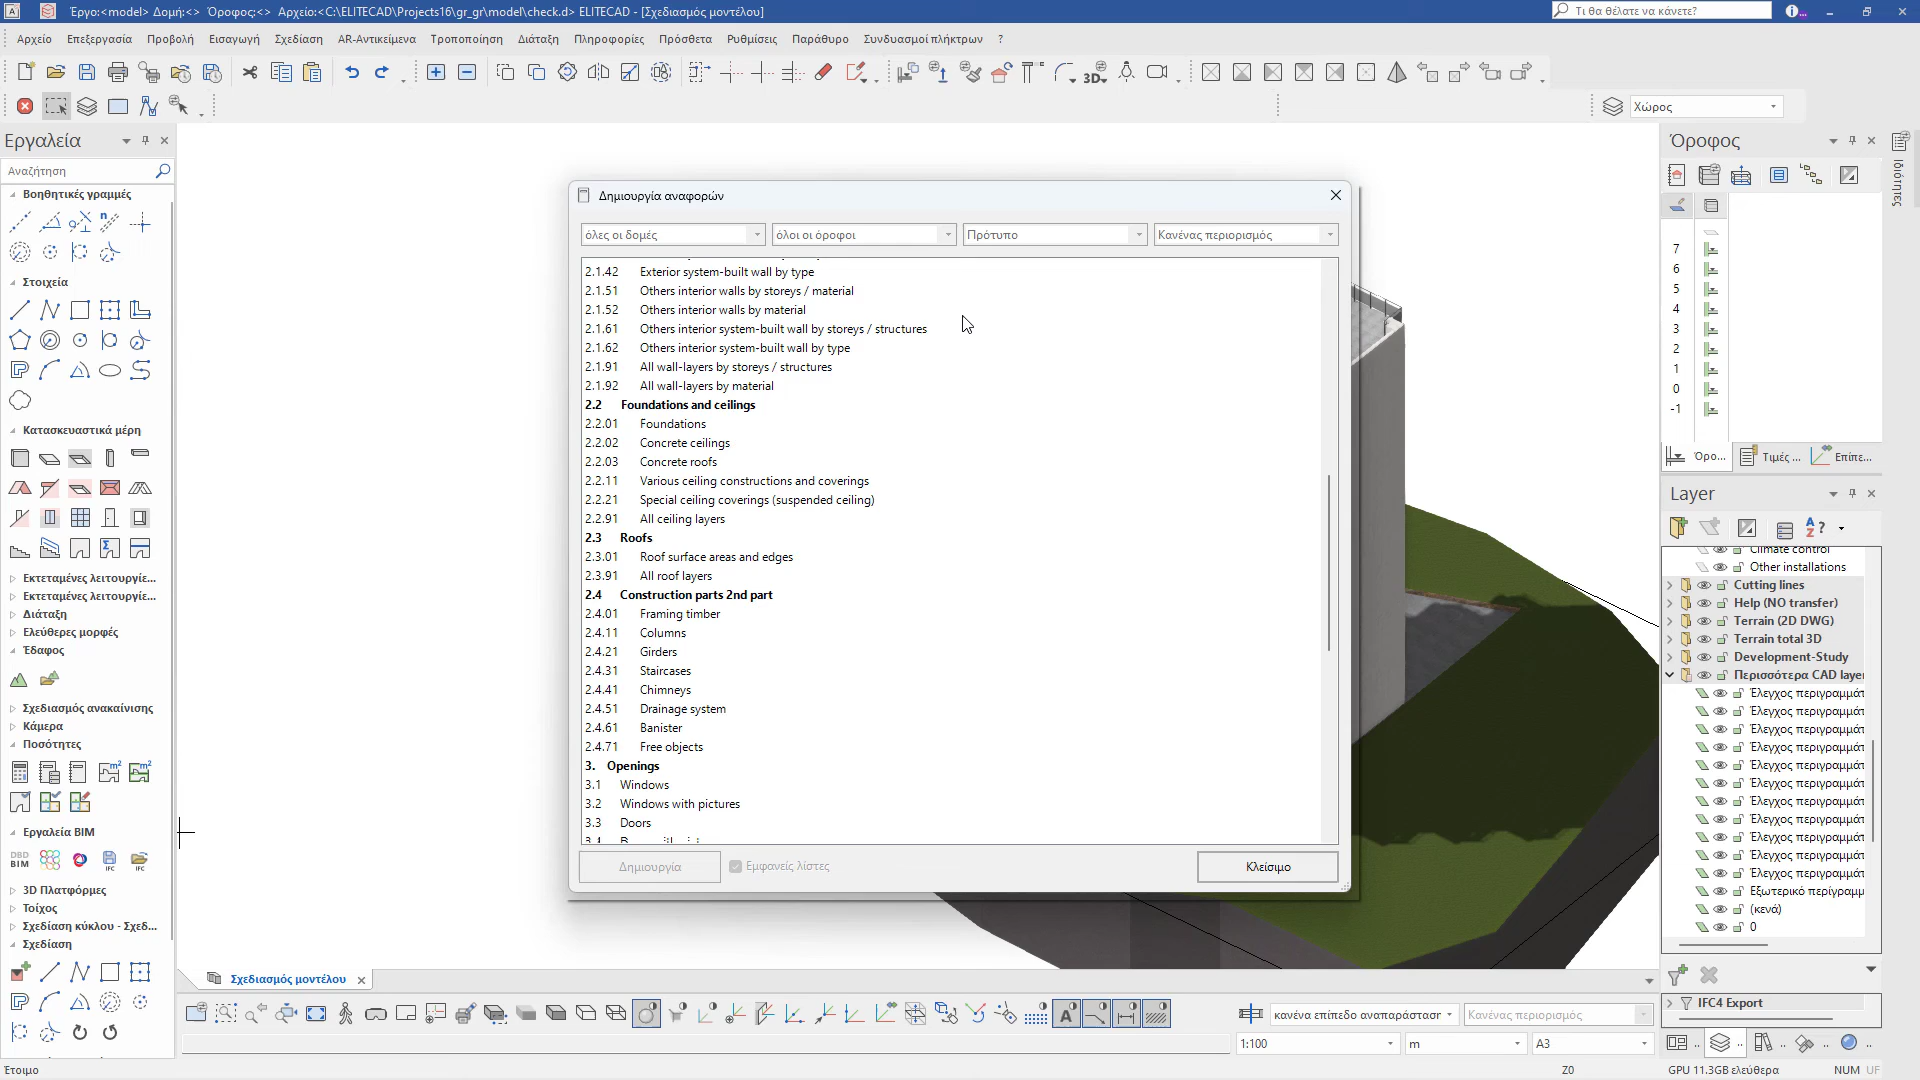 Έργο:<model> Δομή:<> Όροφος:<> Αρχείο:<C:\ELITECAD\Projects16\gr_gr\model\check.d> ELITECAD - [Σχεδιασμός μοντέλου]
Τι θα θέλατε να κάνετε?
Αρχείο Επεξεργασία Προβολή Εισαγωγή Σχεδίαση AR-Αντικείμενα Τροποποίηση Διάταξη Πληροφορίες Πρόσθετα Ρυθμίσεις Παράθυρο Συνδυασμοί πλήκτρων ?
Χώρος
Εργαλεία
Αναζήτηση
Βοηθητικές γραμμές
Στοιχεία
Κατασκευαστικά μέρη
Εκτεταμένες λειτουργίε...
Εκτεταμένες λειτουργίε...
Διάταξη
Ελεύθερες μορφές
Έδαφος
Σχεδιασμός ανακαίνισης
Κάμερα
Ποσότητες
Εργαλεία BIM
3D Πλατφόρμες
Τοίχος
Σχεδίαση κύκλου - Σχεδ...
Σχεδίαση
Δημιουργία αναφορών
όλες οι δομές
όλοι οι όροφοι
Πρότυπο
Κανένας περιορισμός
2.1.42 Exterior system-built wall by type
2.1.51 Others interior walls by storeys / material
2.1.52 Others interior walls by material
2.1.61 Others interior system-built wall by storeys / structures
2.1.62 Others interior system-built wall by type
2.1.91 All wall-layers by storeys / structures
2.1.92 All wall-layers by material
2.2 Foundations and ceilings
2.2.01 Foundations
2.2.02 Concrete ceilings
2.2.03 Concrete roofs
2.2.11 Various ceiling constructions and coverings
2.2.21 Special ceiling coverings (suspended ceiling)
2.2.91 All ceiling layers
2.3 Roofs
2.3.01 Roof surface areas and edges
2.3.91 All roof layers
2.4 Construction parts 2nd part
2.4.01 Framing timber
2.4.11 Columns
2.4.21 Girders
2.4.31 Staircases
2.4.41 Chimneys
2.4.51 Drainage system
2.4.61 Banister
2.4.71 Free objects
3. Openings
3.1 Windows
3.2 Windows with pictures
3.3 Doors
Δημιουργία
Εμφανείς λίστες
Κλείσιμο
Όροφος
7
6
5
4
3
2
1
0
-1
Όρο...
Τιμές ...
Επίπε...
Ιδιότητες
Layer
Climate control
Other installations
Cutting lines
Help (NO transfer)
Terrain (2D DWG)
Terrain total 3D
Development-Study
Περισσότερα CAD layer
Έλεγχος περιγραμμάτ
Έλεγχος περιγραμμάτ
Έλεγχος περιγραμμάτ
Έλεγχος περιγραμμάτ
Έλεγχος περιγραμμάτ
Έλεγχος περιγραμμάτ
Έλεγχος περιγραμμάτ
Έλεγχος περιγραμμάτ
Έλεγχος περιγραμμάτ
Έλεγχος περιγραμμάτ
Έλεγχος περιγραμμάτ
Εξωτερικό περίγραμμ
(κενά)
0
IFC4 Export
Σχεδιασμός μοντέλου
κανένα επίπεδο αναπαράστασ
Κανένας περιορισμός
1:100
m
A3
Έτοιμο
Z0
GPU 11.3GB ελεύθερα
NUM
UF